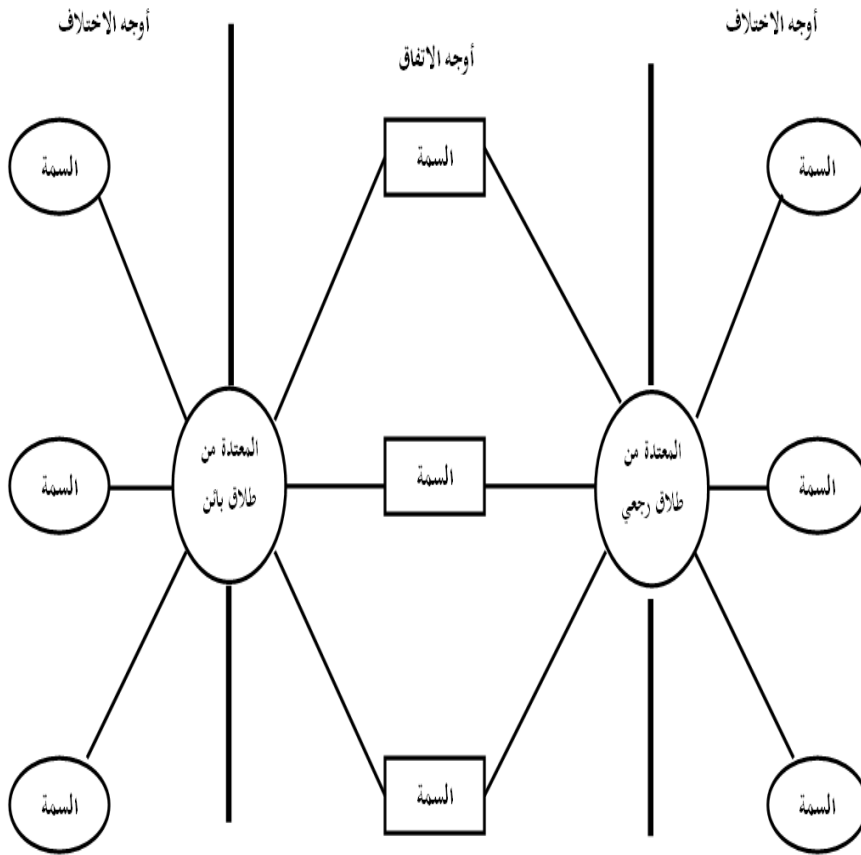 أوجه الاختلاف
أوجه الاتفاق
أوجه الاختلاف
السمة
السمة
السمة
السمة
السمة
السمة
المعتدة من
طلاق رجعي
المعتدة من
طلاق بائن
السمة
السمة
السمة